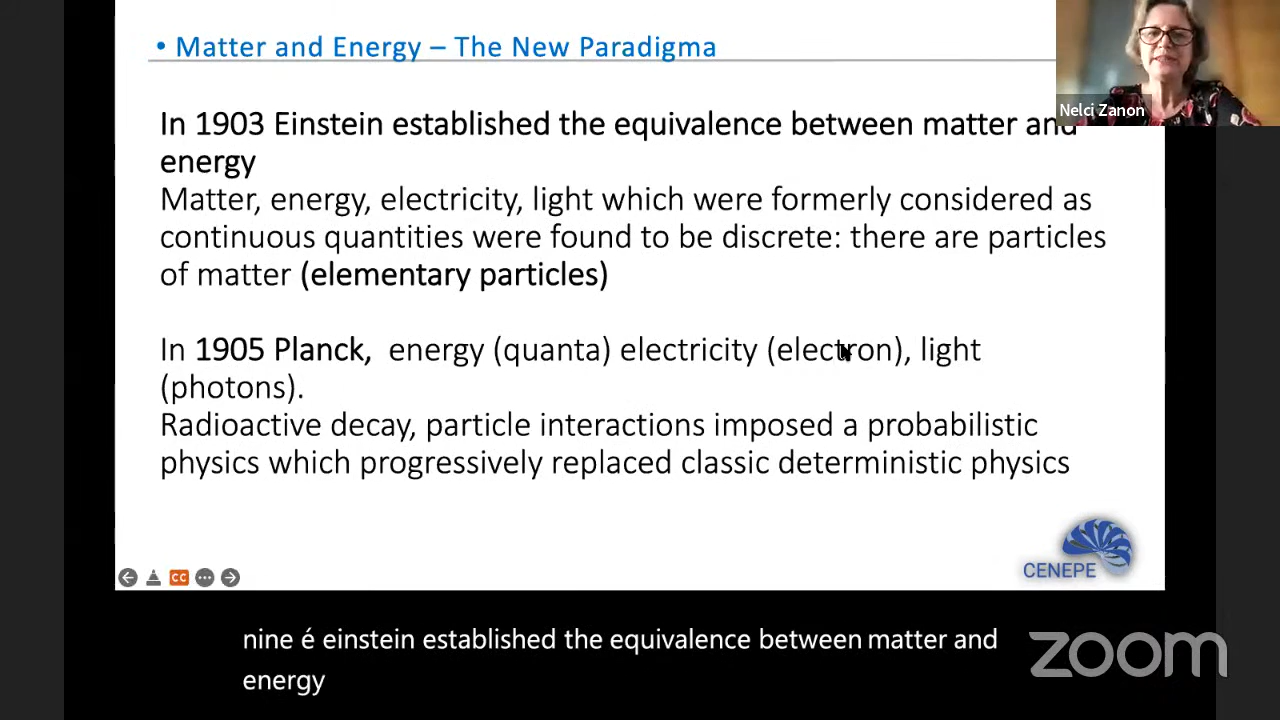 • Matter and Energy – The New Paradigma
Nelci Zanon
In 1903 Einstein established the equivalence between matter and
energy
Matter, energy, electricity, light which were formerly considered as
continuous quantities were found to be discrete: there are particles
of matter (elementary particles)
In 1905 Planck, energy (quanta) electricity (electron), light
(photons).
Radioactive decay, particle interactions imposed a probabilistic
physics which progressively replaced classic deterministic physics
CENEPE
CC
nine é einstein established the equivalence between matter and
energy
zoom